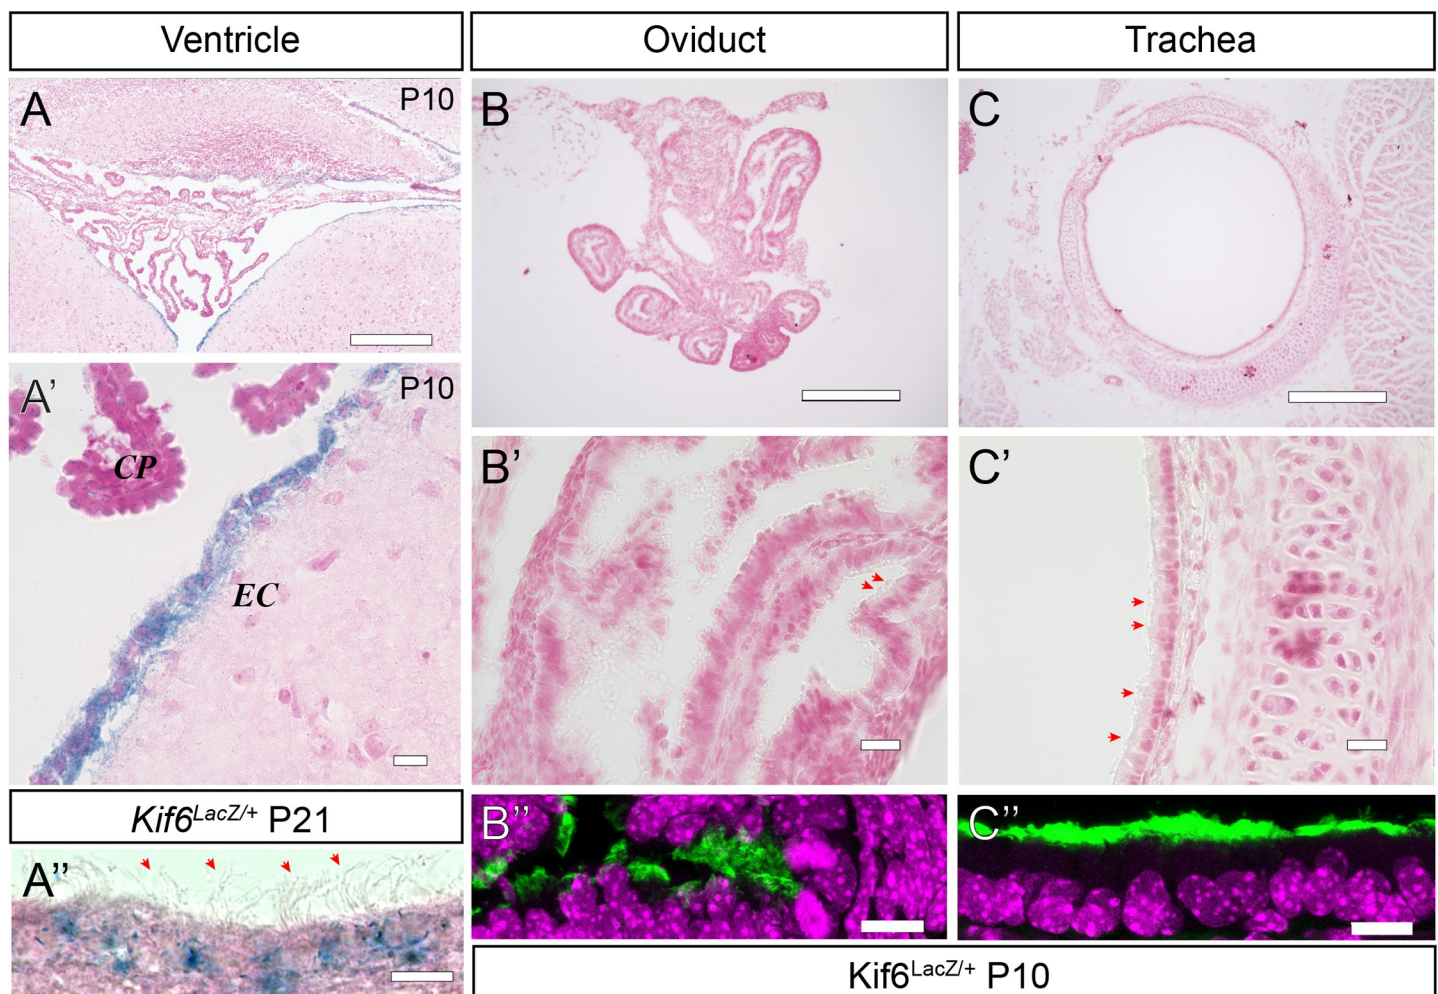 Ventricle
Oviduct
Trachea
A
P10
B
C
A’
P10
CP
EC
B’
C’
Kif6LacZ/+ P21
A’’
B’’
C’’
Kif6LacZ/+ P10